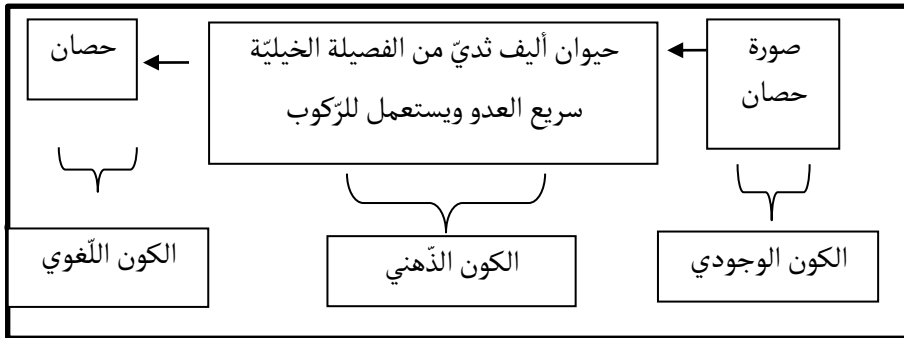 صورة
حصان
حيوان أليف ثديّ من الفصيلة الخيليّة
سريع العدو ويستعمل للرّكوب
حصان
الكون الوجودي
الكون الذّهني
الكون اللّغوي